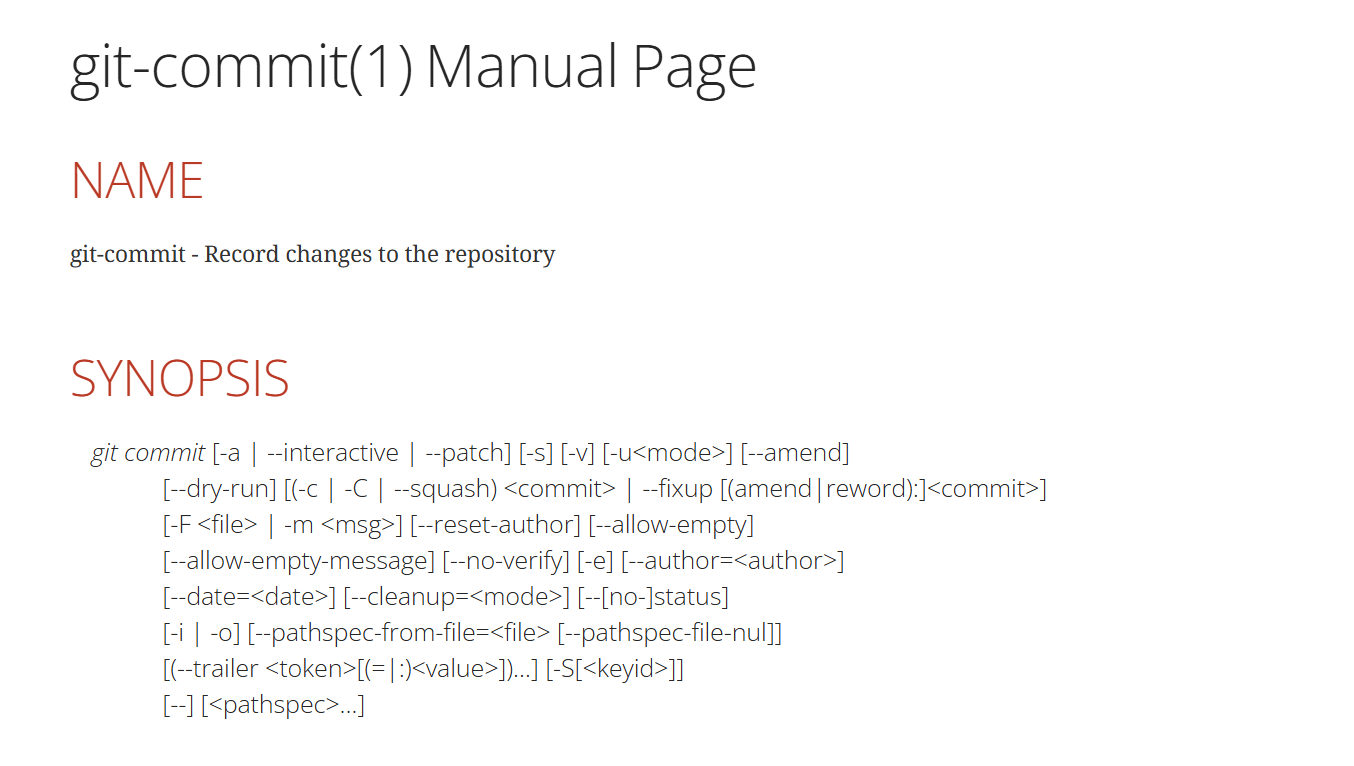 git-commit(1) Manual Page
NAME
git-commit - Record changes to the repository
SYNOPSIS
git commit [-a | --interactive | --patch] [-s] [-v] [-u<mode>] [--amend]
[--dry-run] [(-c | -C | --squash) <commit> | --fixup [(amend|reword):]<commit>]
[-F <file> | -m <msg>] [--reset-author] [--allow-empty]
[--allow-empty-message] [--no-verify] [-e] [--author=<author>]
[--date=<date>] [--cleanup=<mode>] [--[no-]status]
[-i | -o] [--pathspec-from-file=<file> [--pathspec-file-nul]]
[(--trailer <token>[(=|:)<value>])...] [-S[<keyid>]]
[--] [<pathspec>...]